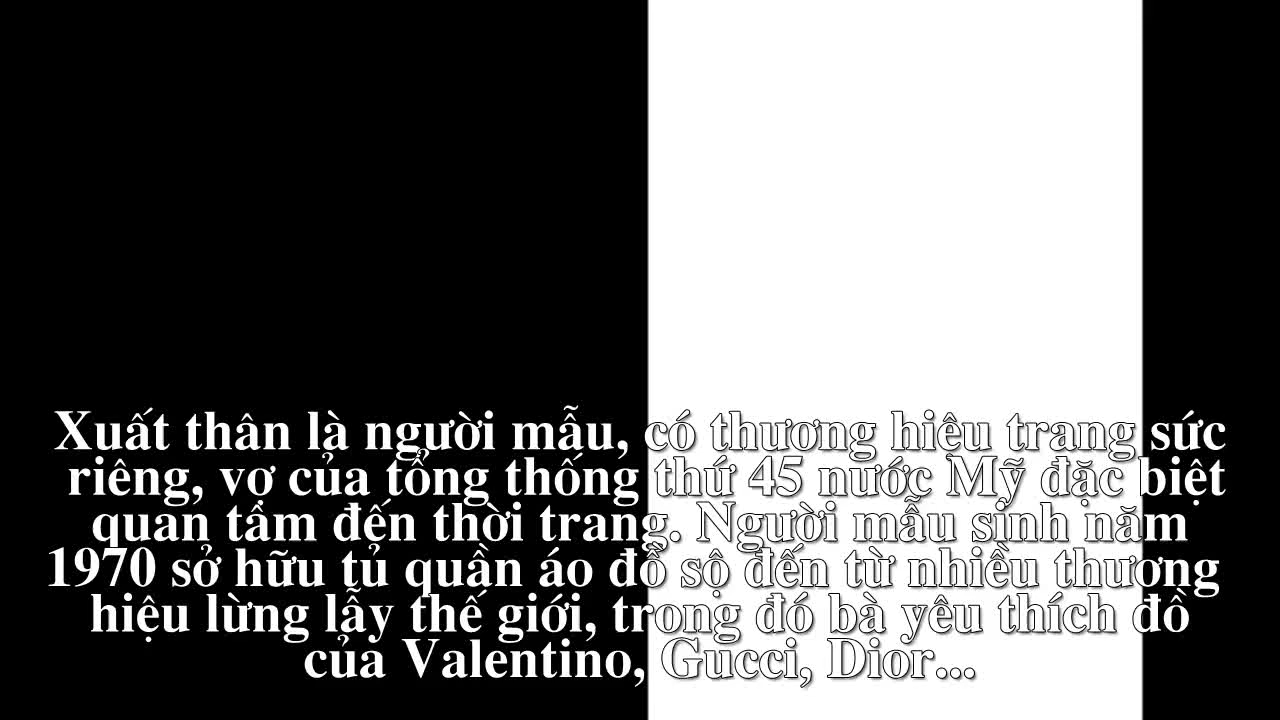 Xuất thân là người mẫu, có thương hiệu trang sức
riêng, vợ của tổng thống thứ 45 nước Mỹ đặc biệt
quan tâm đến thời trang. Người mẫu sinh năm
1970 sở hữu tủ quần áo đồ sộ đến từ nhiều thương
hiệu lừng lẫy thế giới, trong đó bà yêu thích đồ
của Valentino, Gucci, Dior...